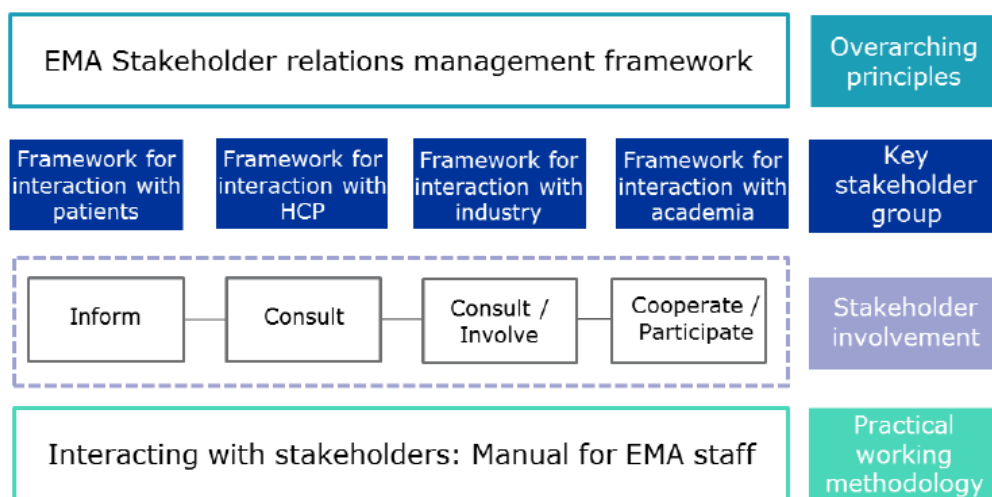 EMA Stakeholder relations management framework
Overarching
principles
Framework for
interaction with
patients
Framework for
interaction with
HCP
Framework for
interaction with
industry
Framework for
interaction with
academia
Key
stakeholder
group
Inform
Consult
Consult /
Involve
Cooperate /
Participate
Stakeholder
involvement
Interacting with stakeholders: Manual for EMA staff
Practical
working
methodology